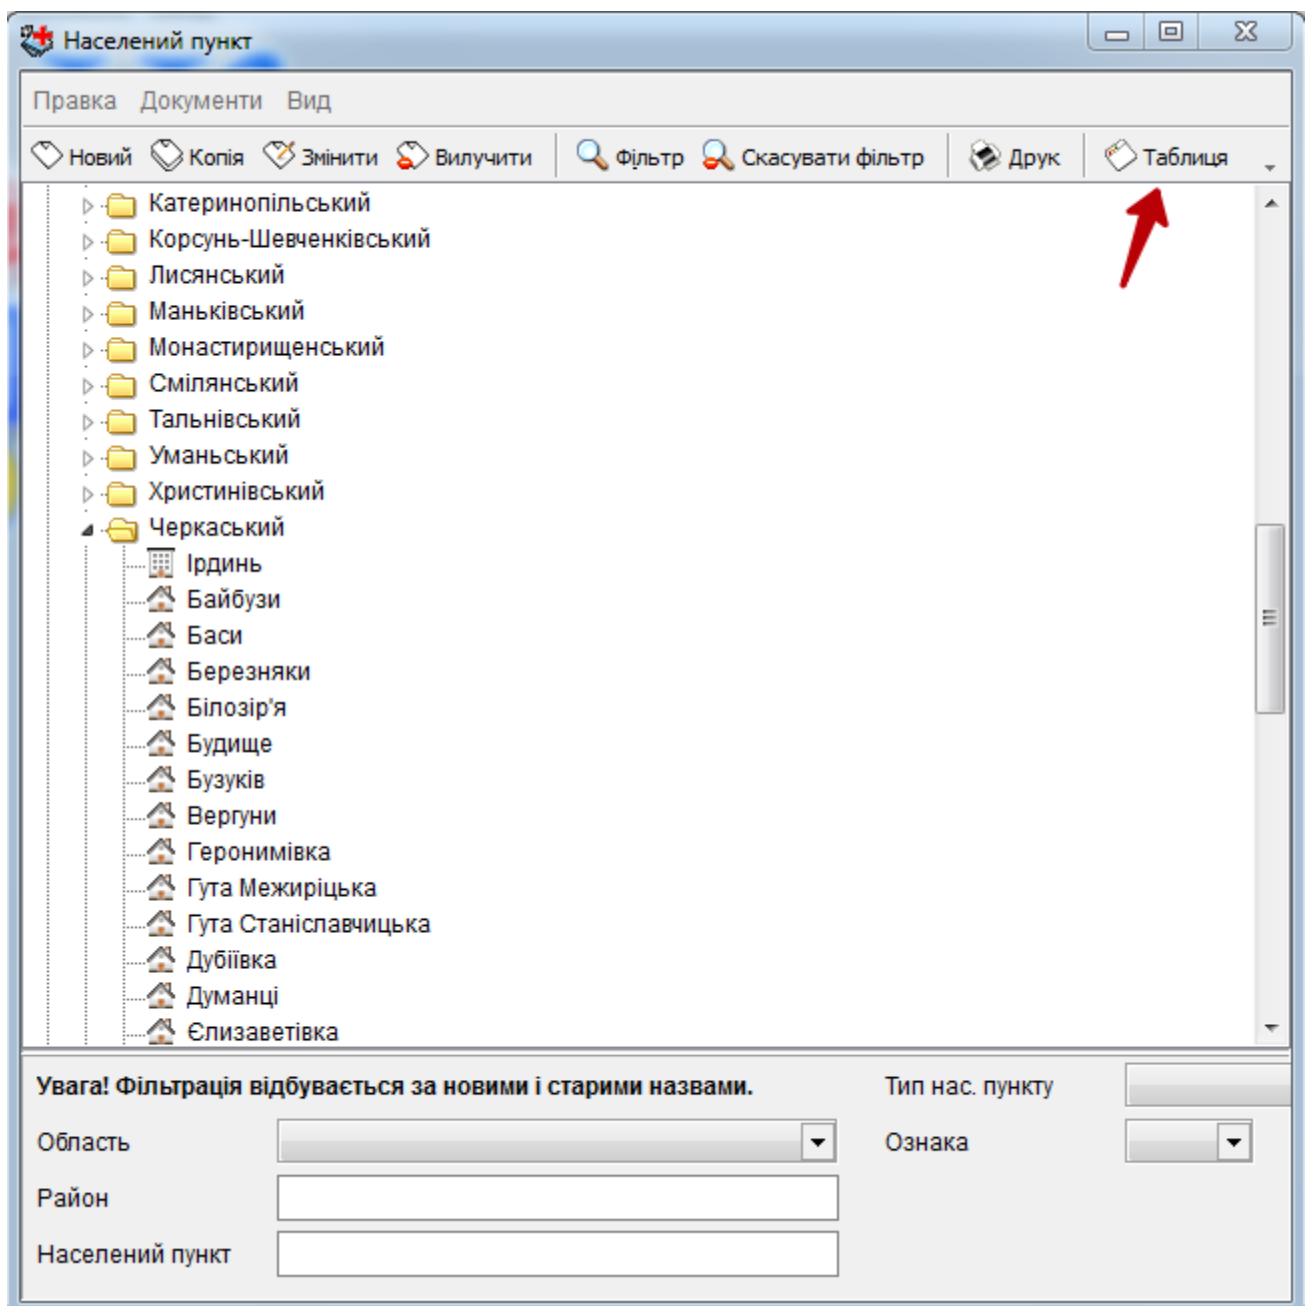 Населений пункт
Правка Документи Вид
Новий Копія Змінити Вилучити Фільтр Скасувати фільтр Друк Таблиця
Катеринопільський
Корсунь-Шевченківський
Лисянський
Маньківський
Монастирищенський
Смілянський
Тальнівський
Уманьський
Христинівський
Черкаський
Ірдинь
Байбузи
Баси
Березняки
Білозір'я
Будище
Бузуків
Вергуни
Геронимівка
Гута Межиріцька
Гута Станіславчицька
Дубіївка
Думанці
Єлизаветівка
Увага! Фільтрація відбувається за новими і старими назвами. Тип нас. пункту
Область Ознака
Район
Населений пункт